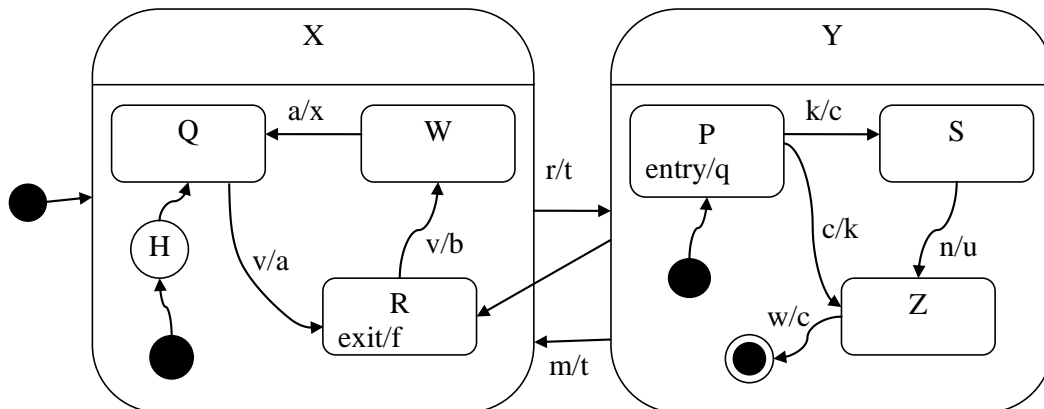 X
Y
a/x
k/c
Q
W
P
S
entry/q
r/t
H
v/a
v/b
c/k
n/u
R
exit/f
Z
w/c
m/t